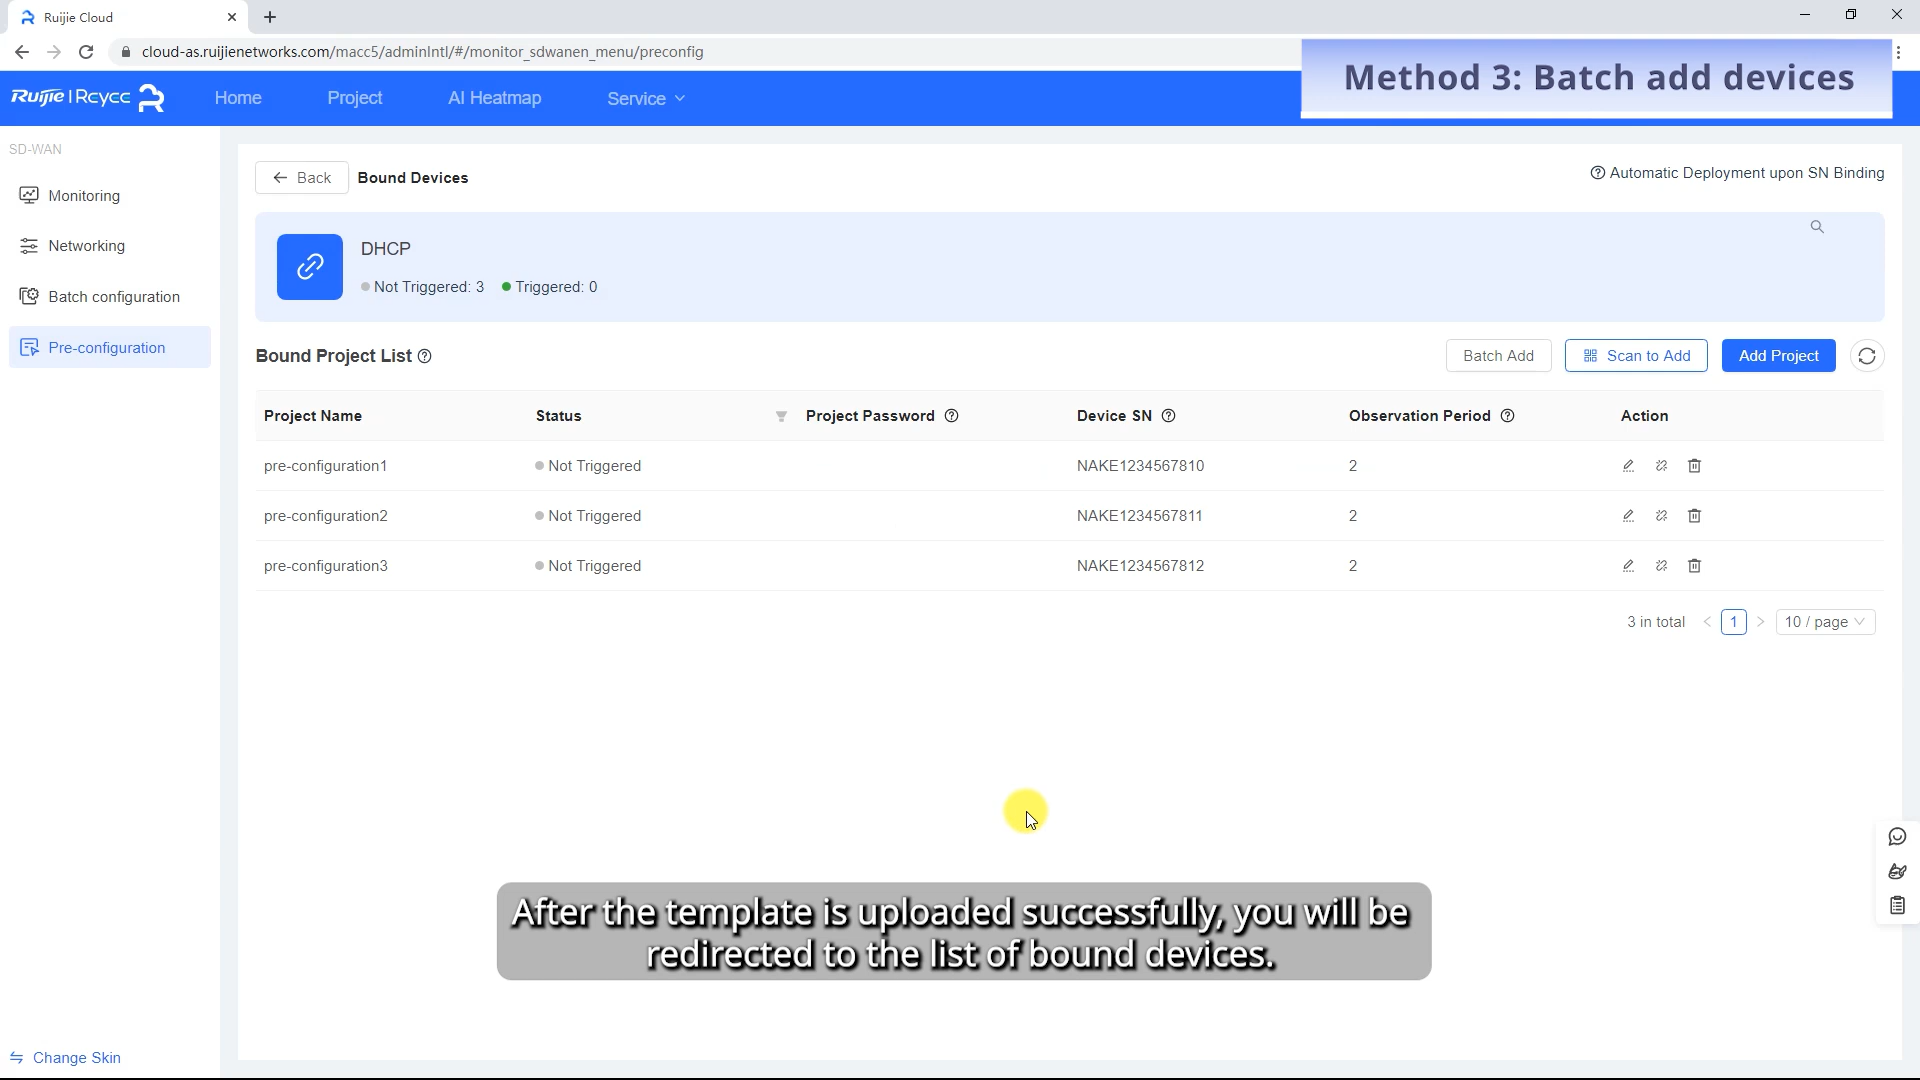 Ruijie Cloud
cloud-as.ruijienetworks.com/macc5/adminIntl/#/monitor_sdwanen_menu/preconfig
Method 3: Batch add devices
Ruijie | Rcycc
Home
Project
AI Heatmap
Service
SD-WAN
Monitoring
Networking
Batch configuration
Pre-configuration
Back
Bound Devices
Automatic Deployment upon SN Binding
DHCP
Not Triggered: 3
Triggered: 0
Bound Project List
Batch Add
Scan to Add
Add Project
Project Name
Status
Project Password
Device SN
Observation Period
Action
pre-configuration1
Not Triggered
NAKE1234567810
2
pre-configuration2
Not Triggered
NAKE1234567811
2
pre-configuration3
Not Triggered
NAKE1234567812
2
3 in total
1
10 / page
After the template is uploaded successfully, you will be
redirected to the list of bound devices.
Change Skin